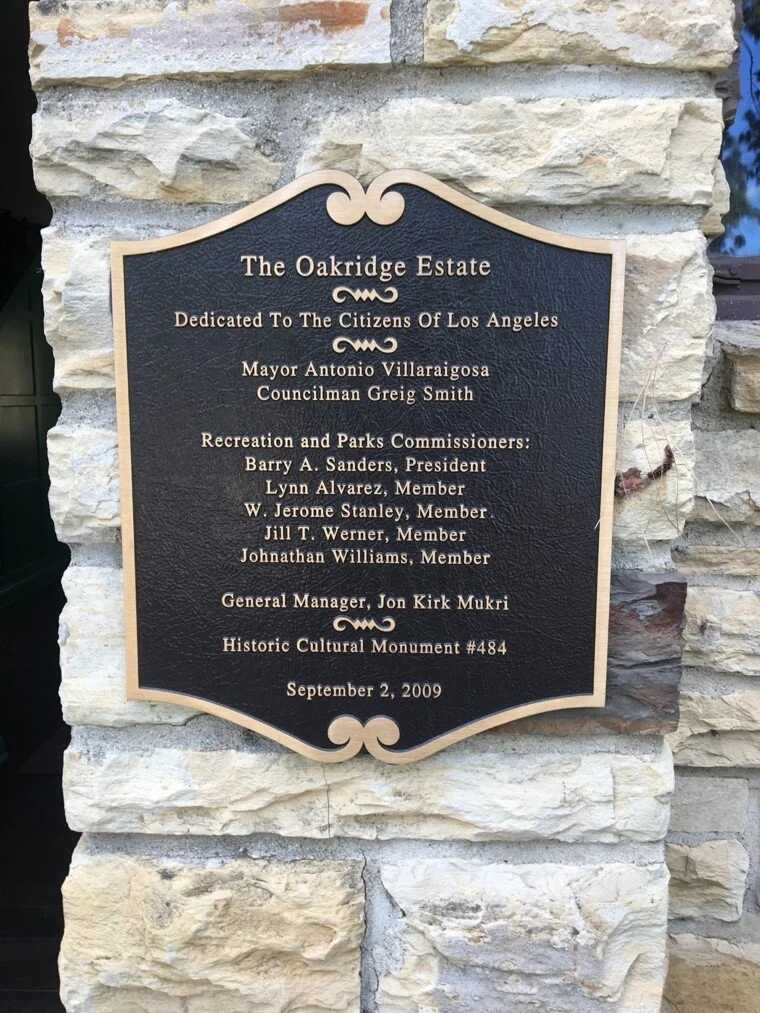 The Oakridge Estate
Dedicated To The Citizens Of Los Angeles
Mayor Antonio Villaraigosa
Councilman Greig Smith
Recreation and Parks Commissioners:
Barry A. Sanders, President
Lynn Alvarez, Member
W. Jerome Stanley, Member
Jill T. Werner, Member
Johnathan Williams, Member
General Manager, Jon Kirk Mukri
Historic Cultural Monument #484
September 2, 2009